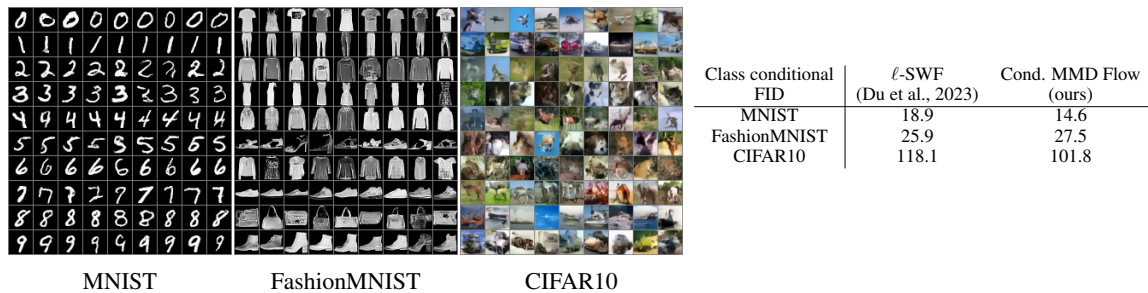 MNIST
FashionMNIST
CIFAR10
Class conditional ℓ-SWF Cond. MMD Flow
FID (Du et al., 2023) (ours)
MNIST 18.9 14.6
FashionMNIST 25.9 27.5
CIFAR10 118.1 101.8